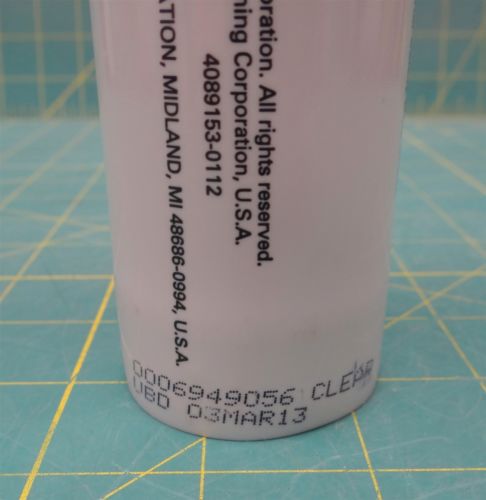 oration. All rights reserved.
ning Corporation, U.S.A.
4089153-0112
ATION, MIDLAND, MI 48686-0994, U.S.A.
0006949056 CLEAR
UBD 03MAR13